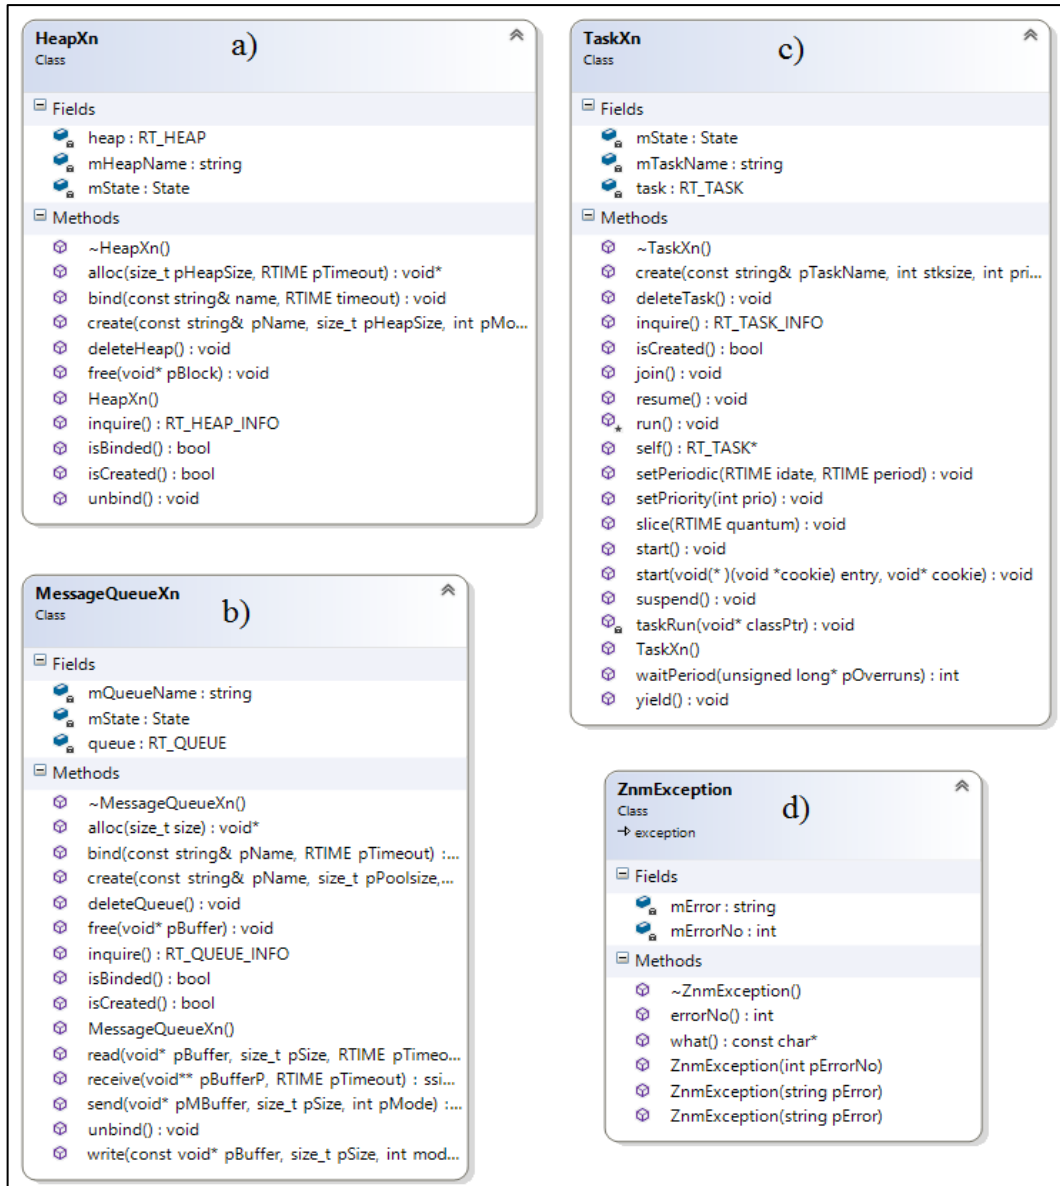 HeapXn
a)
Class
Fields
heap : RT_HEAP
mHeapName : string
mState : State
Methods
~HeapXn()
alloc(size_t pHeapSize, RTIME pTimeout) : void*
bind(const string& name, RTIME timeout) : void
create(const string& pName, size_t pHeapSize, int pMo...
deleteHeap() : void
free(void* pBlock) : void
HeapXn()
inquire() : RT_HEAP_INFO
isBinded() : bool
isCreated() : bool
unbind() : void
MessageQueueXn
b)
Class
Fields
mQueueName : string
mState : State
queue : RT_QUEUE
Methods
~MessageQueueXn()
alloc(size_t size) : void*
bind(const string& pName, RTIME pTimeout) :...
create(const string& pName, size_t pPoolsize,...
deleteQueue() : void
free(void* pBuffer) : void
inquire() : RT_QUEUE_INFO
isBinded() : bool
isCreated() : bool
MessageQueueXn()
read(void* pBuffer, size_t pSize, RTIME pTimeo...
receive(void** pBufferP, RTIME pTimeout) : ssi...
send(void* pMBuffer, size_t pSize, int pMode) :...
unbind() : void
write(const void* pBuffer, size_t pSize, int mod...
TaskXn
c)
Class
Fields
mState : State
mTaskName : string
task : RT_TASK
Methods
~TaskXn()
create(const string& pTaskName, int stksize, int pri...
deleteTask() : void
inquire() : RT_TASK_INFO
isCreated() : bool
join() : void
resume() : void
run() : void
self() : RT_TASK*
setPeriodic(RTIME idate, RTIME period) : void
setPriority(int prio) : void
slice(RTIME quantum) : void
start() : void
start(void(* )(void *cookie) entry, void* cookie) : void
suspend() : void
taskRun(void* classPtr) : void
TaskXn()
waitPeriod(unsigned long* pOverruns) : int
yield() : void
ZnmException
d)
Class
exception
Fields
mError : string
mErrorNo : int
Methods
~ZnmException()
errorNo() : int
what() : const char*
ZnmException(int pErrorNo)
ZnmException(string pError)
ZnmException(string pError)